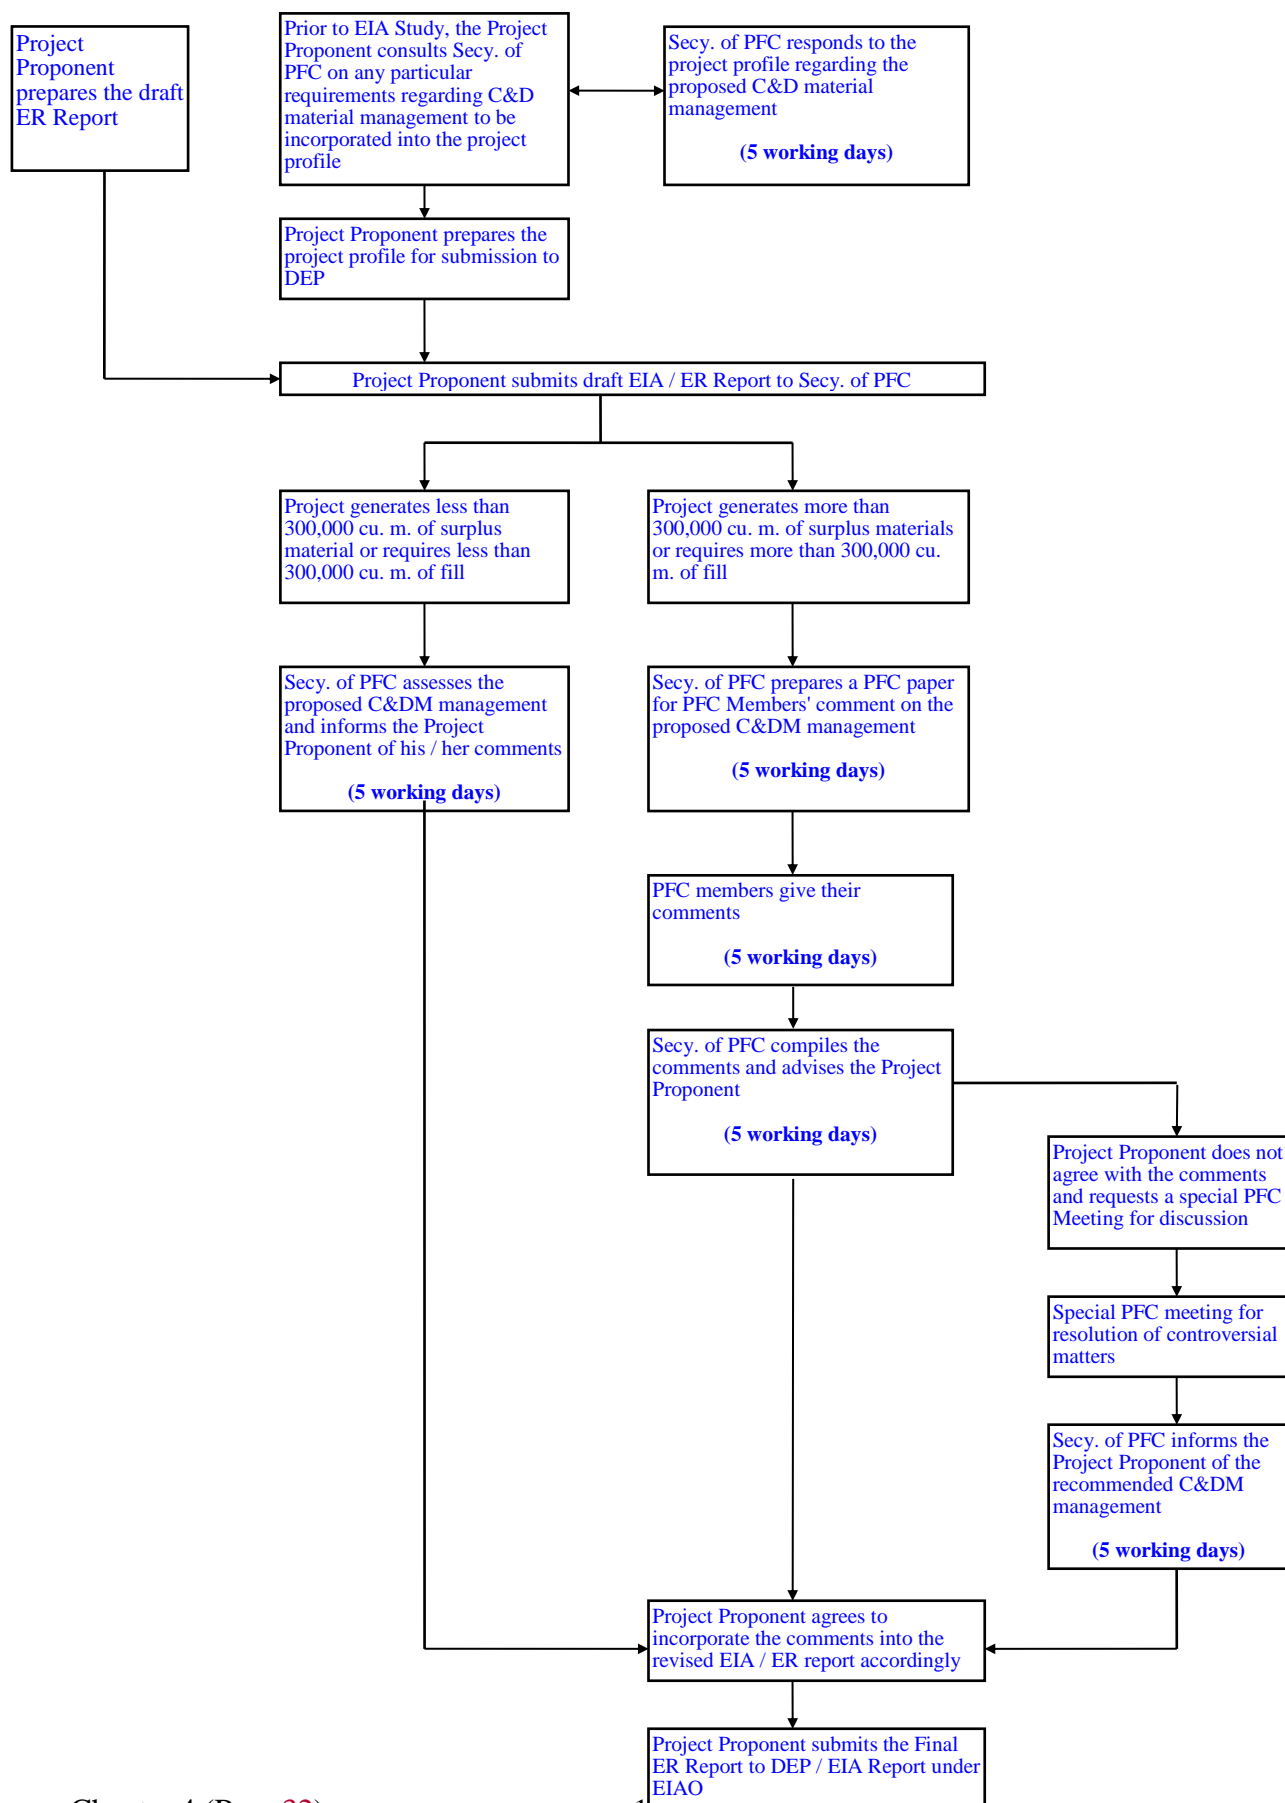 Project
Proponent
prepares the draft
ER Report
Prior to EIA Study, the Project
Proponent consults Secy. of
PFC on any particular
requirements regarding C&D
material management to be
incorporated into the project
profile
Secy. of PFC responds to the
project profile regarding the
proposed C&D material
management
(5 working days)
Project Proponent prepares the
project profile for submission to
DEP
Project Proponent submits draft EIA / ER Report to Secy. of PFC
Project generates less than
300,000 cu. m. of surplus
material or requires less than
300,000 cu. m. of fill
Project generates more than
300,000 cu. m. of surplus materials
or requires more than 300,000 cu.
m. of fill
Secy. of PFC assesses the
proposed C&DM management
and informs the Project
Proponent of his / her comments
(5 working days)
Secy. of PFC prepares a PFC paper
for PFC Members' comment on the
proposed C&DM management
(5 working days)
PFC members give their
comments
(5 working days)
Secy. of PFC compiles the
comments and advises the Project
Proponent
(5 working days)
Project Proponent does not
agree with the comments
and requests a special PFC
Meeting for discussion
Special PFC meeting for
resolution of controversial
matters
Secy. of PFC informs the
Project Proponent of the
recommended C&DM
management
(5 working days)
Project Proponent agrees to
incorporate the comments into the
revised EIA / ER report accordingly
Project Proponent submits the Final
ER Report to DEP / EIA Report under
EIAO